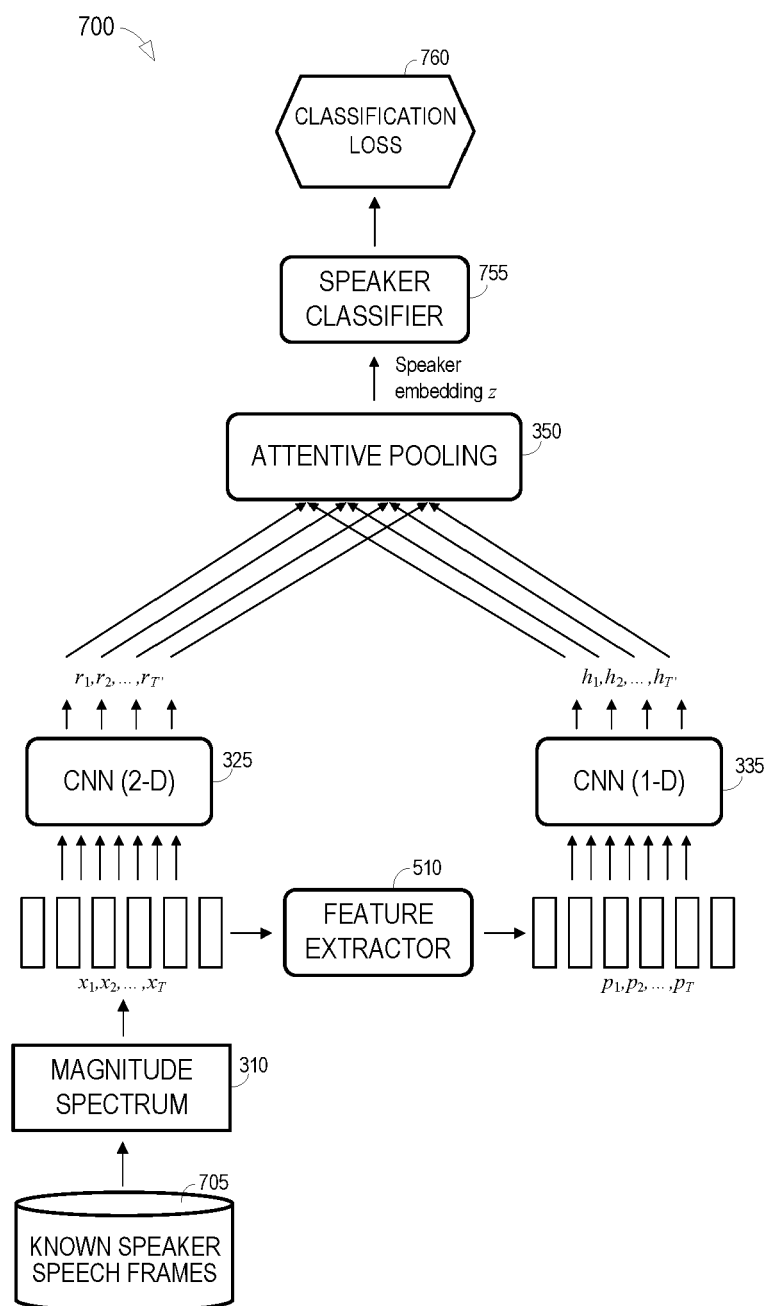 700
760
CLASSIFICATION
LOSS
755
SPEAKER
CLASSIFIER
Speaker
embedding z
350
ATTENTIVE POOLING
r1,r2,...,rT'
h1,h2,...,hT'
325
CNN (2-D)
335
CNN (1-D)
510
FEATURE
EXTRACTOR
x1,x2,...,xT
p1,p2,...,pT
310
MAGNITUDE
SPECTRUM
705
KNOWN SPEAKER
SPEECH FRAMES